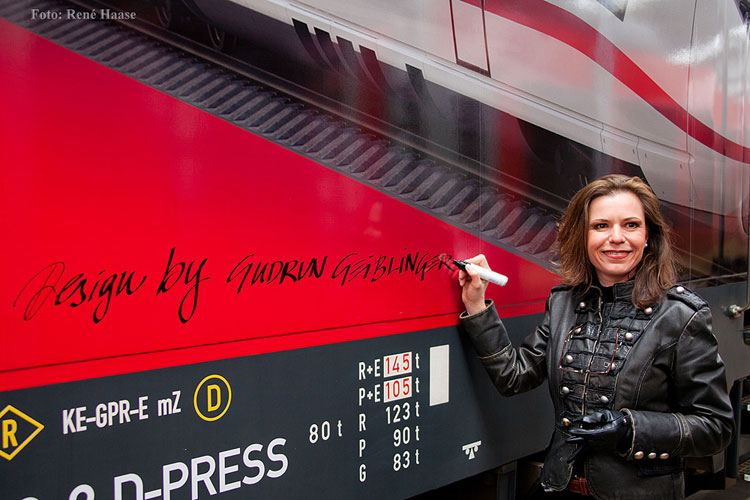 Foto: René Haase
Design by GUDRUN GEIBLINGER
R+E 145 t
P+E 105 t
R 123 t
P 90 t
G 83 t
80 t
R
KE-GPR-E mZ
D
& D-PRESS